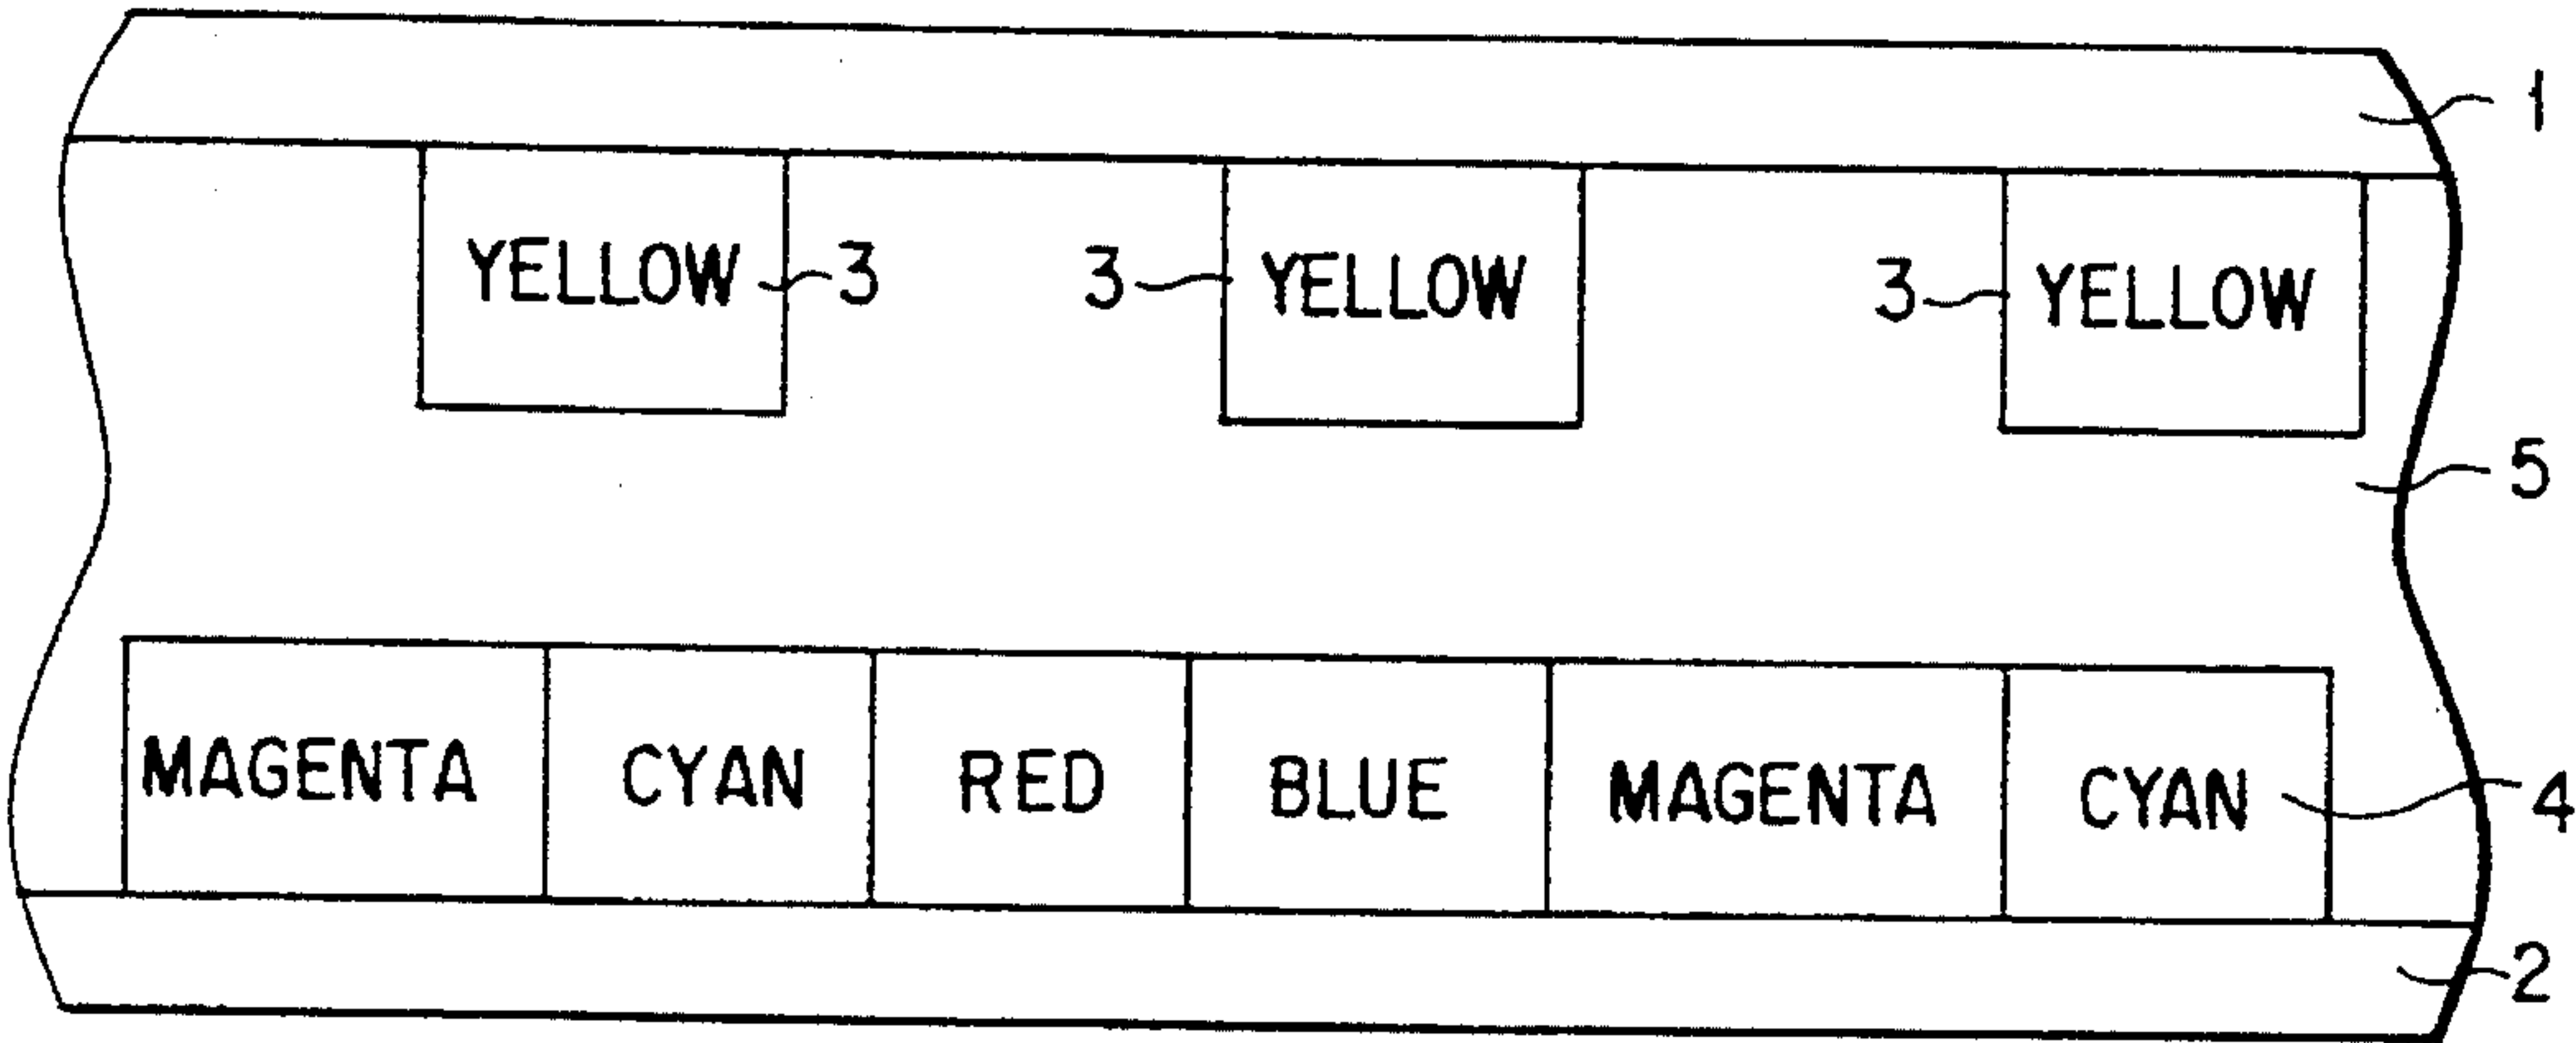 1
YELLOW 3 3 YELLOW 3 YELLOW
5
MAGENTA CYAN RED BLUE MAGENTA CYAN 4
2